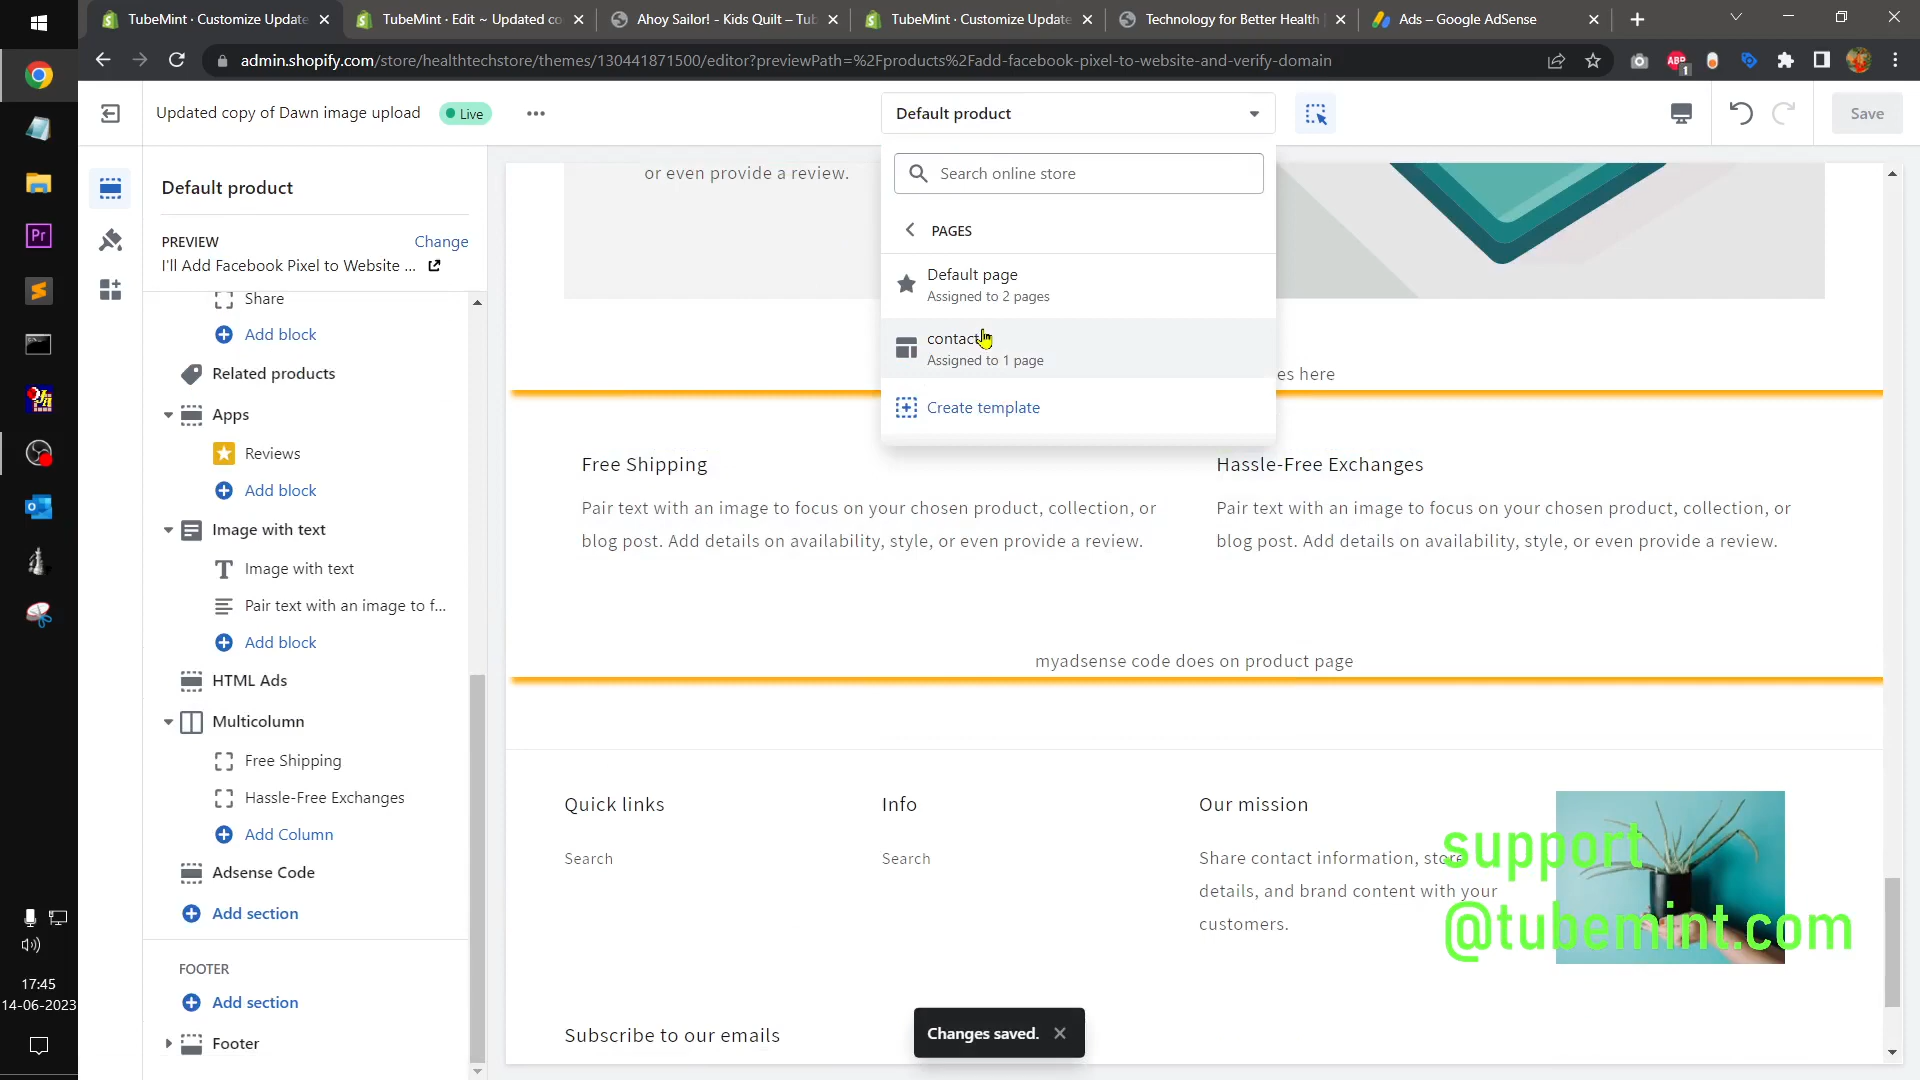 TubeMint · Customize Update
TubeMint · Edit ~ Updated co
Ahoy Sailor! - Kids Quilt – Tub
TubeMint · Customize Update
Technology for Better Health
Ads – Google AdSense
admin.shopify.com/store/healthtechstore/themes/130441871500/editor?previewPath=%2Fproducts%2Fadd-facebook-pixel-to-website-and-verify-domain
ABP
1
Updated copy of Dawn image upload
Live
Default product
Save
Default product
PREVIEW
Change
I'll Add Facebook Pixel to Website ...
Share
Add block
Related products
Apps
Reviews
Add block
Image with text
Image with text
Pair text with an image to f...
Add block
HTML Ads
Multicolumn
Free Shipping
Hassle-Free Exchanges
Add Column
Adsense Code
Add section
FOOTER
Add section
Footer
Search online store
PAGES
Default page
Assigned to 2 pages
contact
Assigned to 1 page
Create template
or even provide a review.
es here
Free Shipping
Pair text with an image to focus on your chosen product, collection, or
blog post. Add details on availability, style, or even provide a review.
Hassle-Free Exchanges
Pair text with an image to focus on your chosen product, collection, or
blog post. Add details on availability, style, or even provide a review.
myadsense code does on product page
Quick links
Search
Info
Search
Our mission
Share contact information, store
details, and brand content with your
customers.
support
@tubemint.com
Subscribe to our emails
Changes saved.
Pr
17:45
14-06-2023